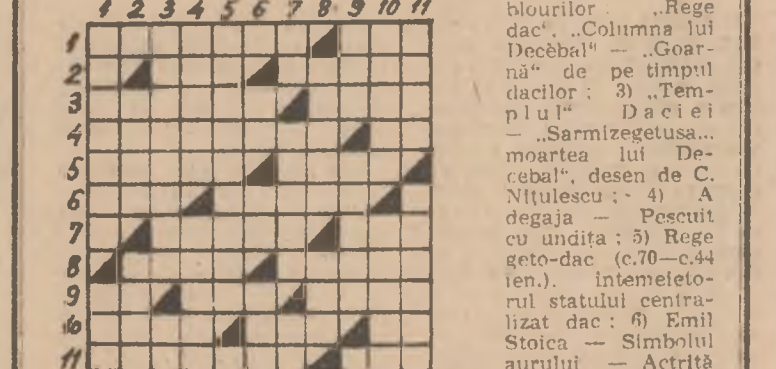 1 2 3 4 5 6 7 8 9 10 11
1
2
3
4
5
6
7
8
9
10
11
blourilor : „Rege
dac“, „Columna lui
Decèbal“ — „Goar-
nă“ de pe timpul
dacilor ; 3) „Tem-
plul“ Daciei
— „Sarmizegetusa...
moartea lui De-
cebal“, desen de C.
Nițulescu ; 4) A
degaja — Pescuit
cu undița ; 5) Rege
geto-dac (c.70—c.44
îen.). întemeieto-
rul statului centra-
lizat dac ; 6) Emil
Stoica — Simbolul
aurului — Actriță